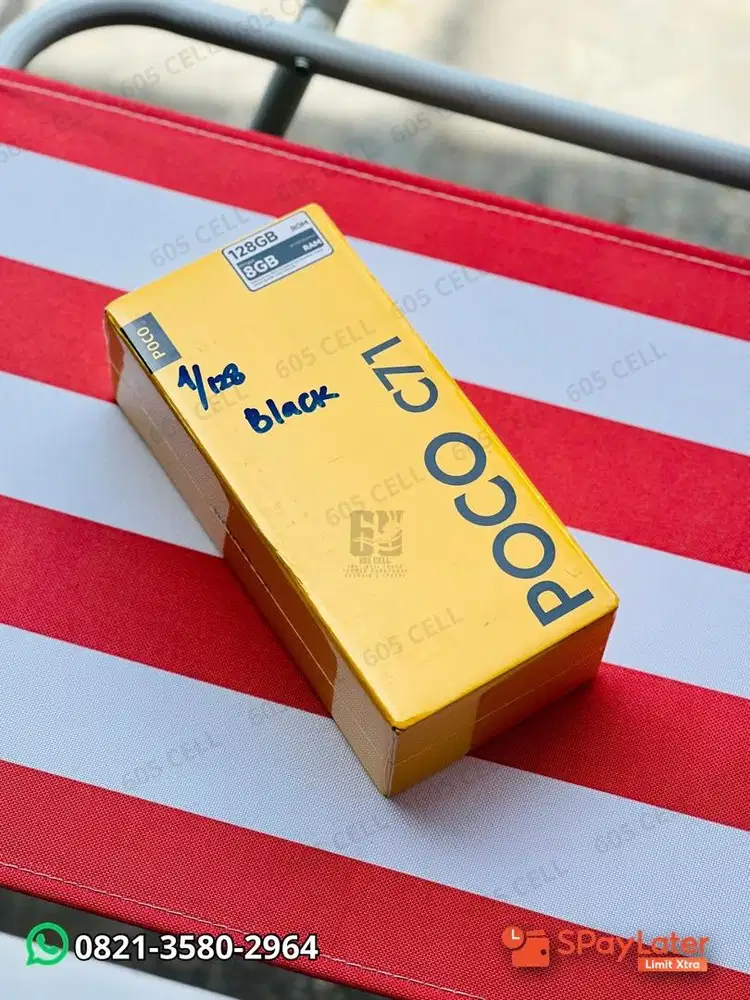 128GB ROM
8GB RAM
POCO
4/128
Black
POCO C71
605 CELL
0821-3580-2964
SPayLater
Limit Xtra